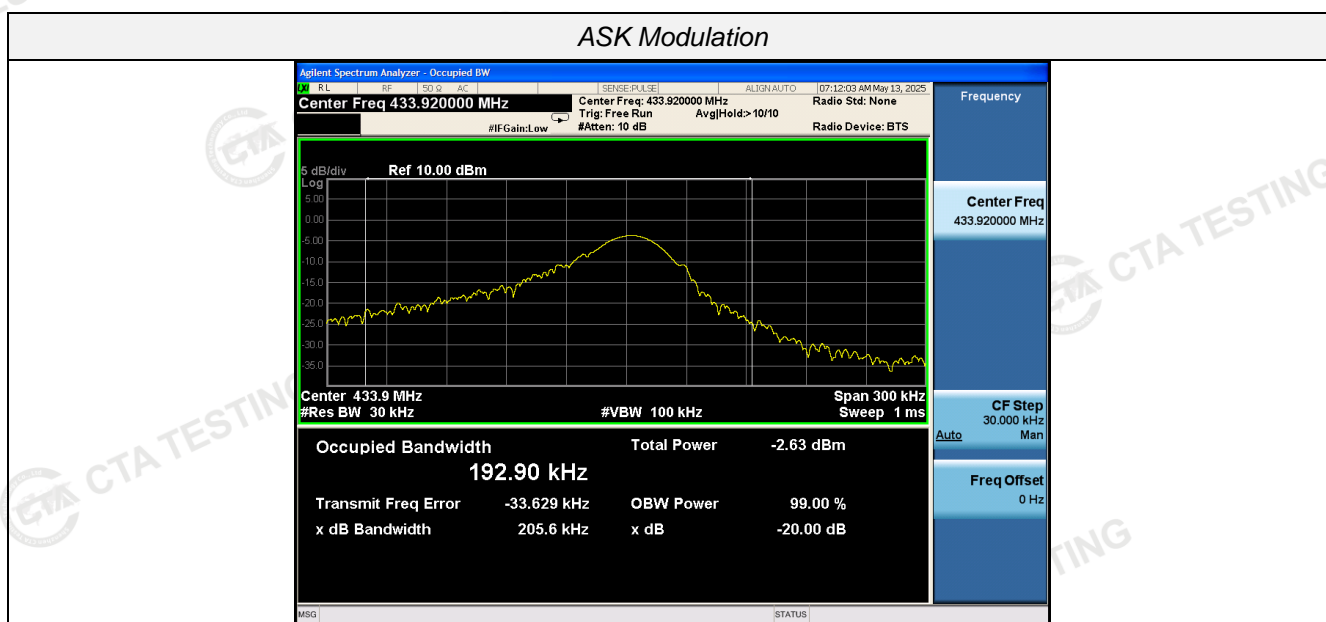 ASK Modulation
Agilent Spectrum Analyzer - Occupied BW
LXI RL RF 50 Ω AC SENSE:PULSE ALIGN AUTO 07:12:03 AM May 13, 2025
Center Freq 433.920000 MHz
Center Freq: 433.920000 MHz Radio Std: None
Trig: Free Run Avg|Hold:>10/10
#IFGain:Low #Atten: 10 dB Radio Device: BTS
5 dB/div Ref 10.00 dBm
Log
5.00
0.00
-5.00
-10.0
-15.0
-20.0
-25.0
-30.0
-35.0
Center 433.9 MHz Span 300 kHz
#Res BW 30 kHz #VBW 100 kHz Sweep 1 ms
Occupied Bandwidth Total Power -2.63 dBm
192.90 kHz
Transmit Freq Error -33.629 kHz OBW Power 99.00 %
x dB Bandwidth 205.6 kHz x dB -20.00 dB
MSG STATUS
Frequency
Center Freq
433.920000 MHz
CF Step
30.000 kHz
Auto Man
Freq Offset
0 Hz
CTA TESTING
CTA TESTING
CTA
TING